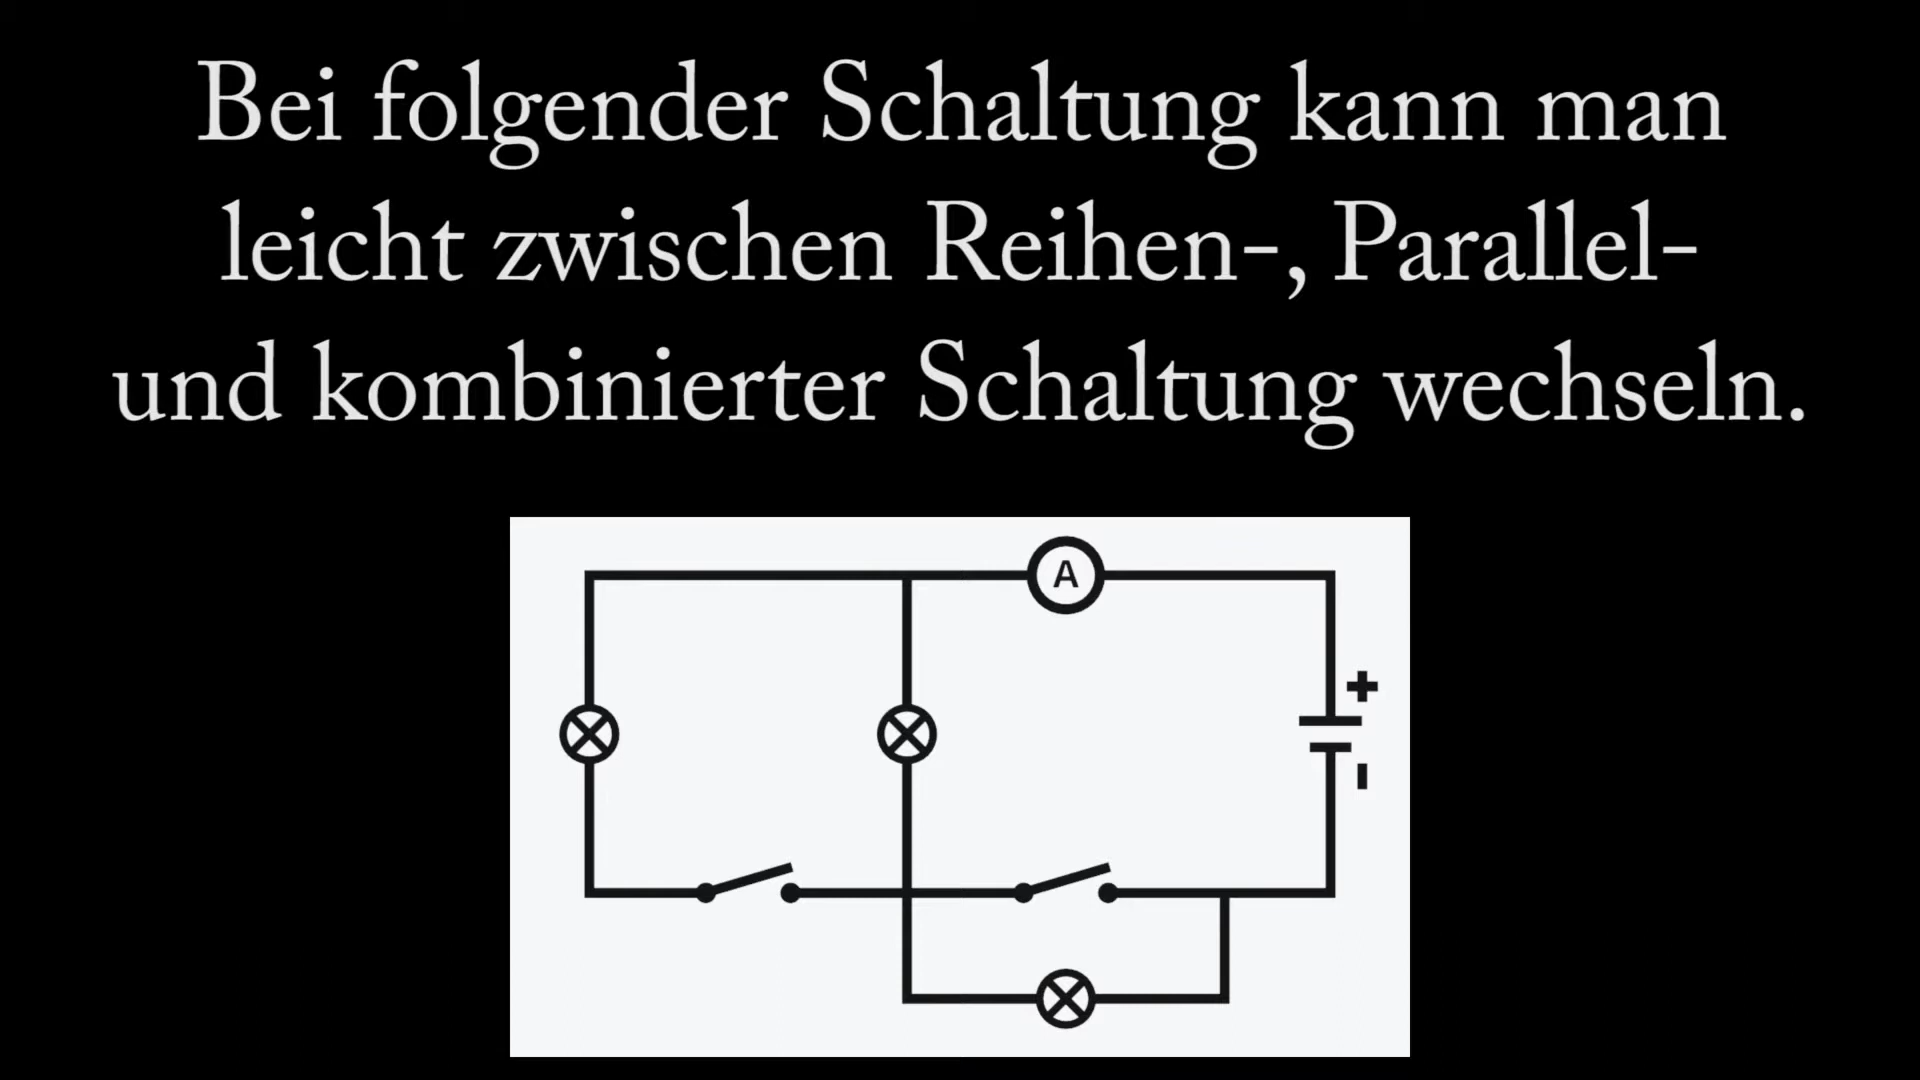 Bei folgender Schaltung kann man
leicht zwischen Reihen-, Parallel-
und kombinierter Schaltung wechseln.
A
+
-